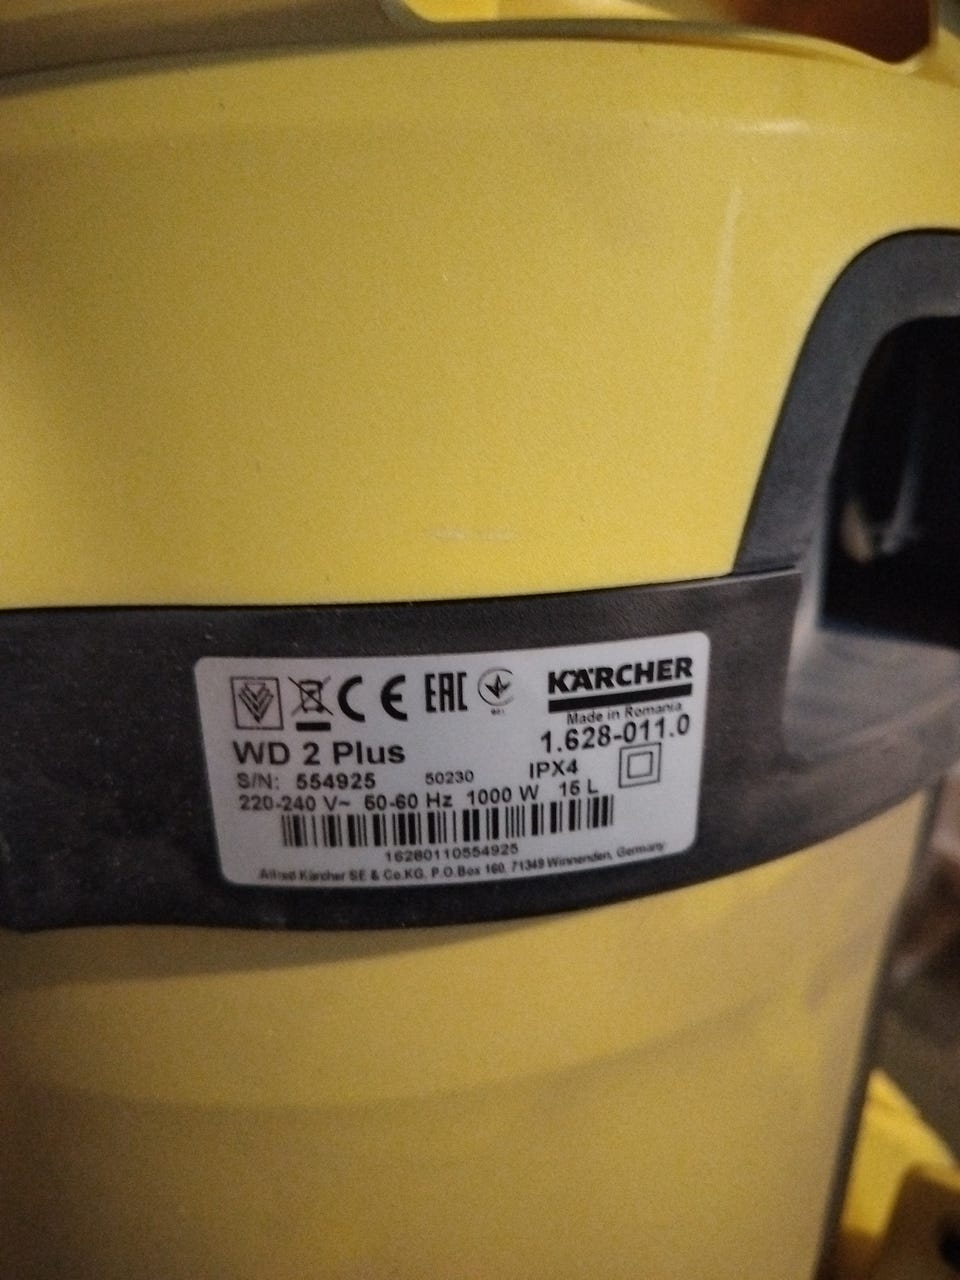 CE EAC
KÄRCHER
Made in Romania
WD 2 Plus 1.628-011.0
S/N: 554925 50230 IPX4
220-240 V~ 50-60 Hz 1000 W 15 L
16280110554925
Alfred Kärcher SE & Co.KG, P.O.Box 160, 71349 Winnenden, Germany